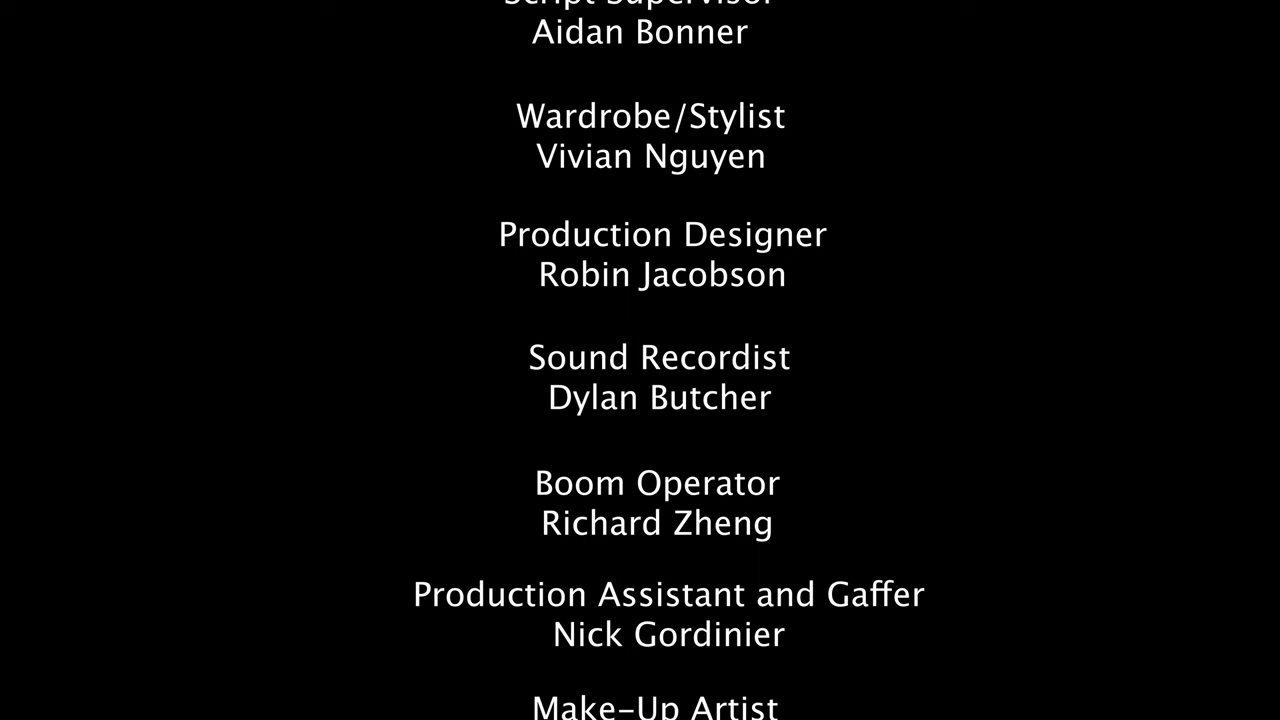 Script Supervisor
Aidan Bonner
Wardrobe/Stylist
Vivian Nguyen
Production Designer
Robin Jacobson
Sound Recordist
Dylan Butcher
Boom Operator
Richard Zheng
Production Assistant and Gaffer
Nick Gordinier
Make-Up Artist